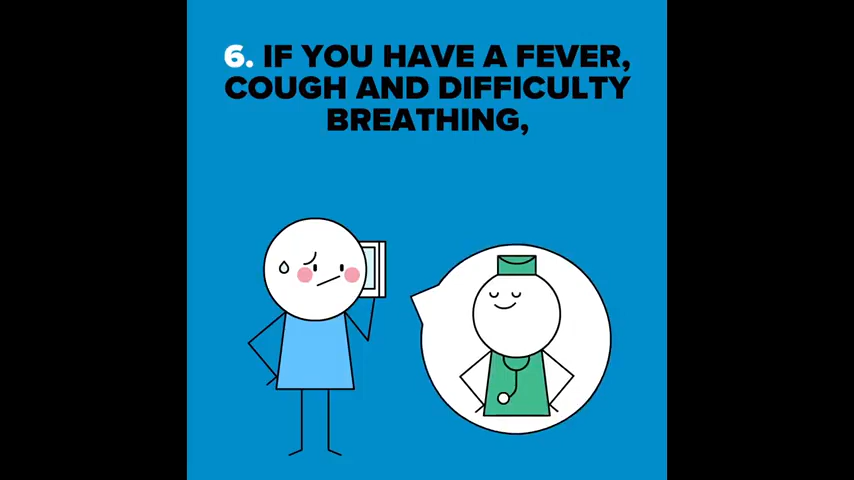 6. IF YOU HAVE A FEVER,
COUGH AND DIFFICULTY
BREATHING,